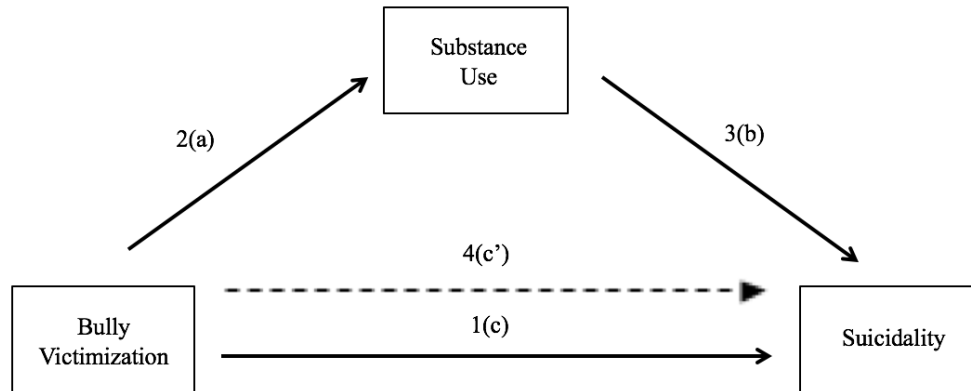 Substance
Use
2(a)
3(b)
4(c’)
Bully
Victimization
1(c)
Suicidality